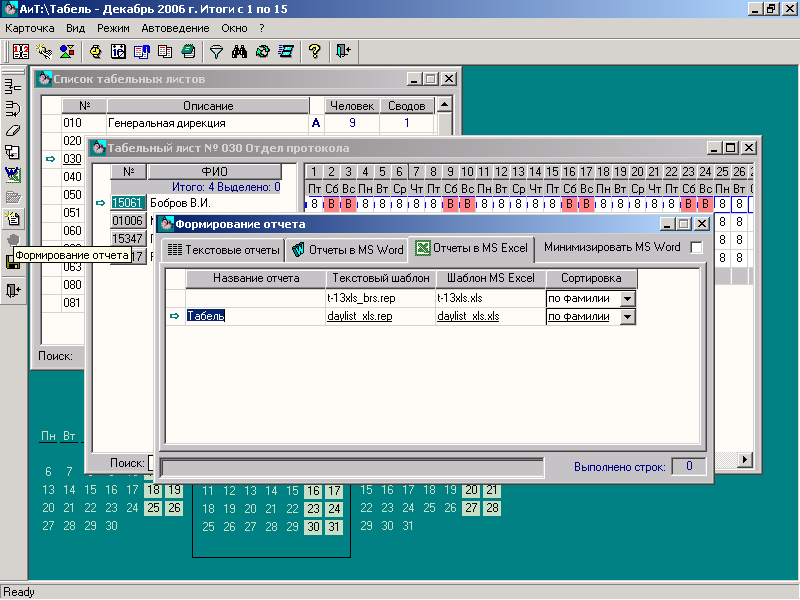 АиТ:\Табель - Декабрь 2006 г. Итоги с 1 по 15
Карточка Вид Режим Автоведение Окно ?
Список табельных листов
№ Описание Человек Сводов
010 Генеральная дирекция А 9 1
020
030
040
050
051
060
063
080
081
Поиск:
Табельный лист № 030 Отдел протокола
№ ФИО 1 2 3 4 5 6 7 8 9 10 11 12 13 14 15 16 17 18 19 20 21 22 23 24 25 26
Пт Сб Вс Пн Вт Ср Чт Пт Сб Вс Пн Вт Ср Чт Пт Сб Вс Пн Вт Ср Чт Пт Сб Вс Пн Вт
Итого: 4 Выделено: 0
15061 Бобров В.И. 8 В В 8 8 8 8 8 В В 8 8 8 8 8 В В 8 8 8 8 8 В В 8 8
01006 8 8
15347 8 8
17 8 8
Поиск:
Формирование отчета
Формирование отчета
Текстовые отчеты Отчеты в MS Word Отчеты в MS Excel Минимизировать MS Word
Название отчета Текстовый шаблон Шаблон MS Excel Сортировка
t-13xls_brs.rep t-13xls.xls по Фамилии
Табель daylist_xls.rep daylist_xls.xls по Фамилии
Выполнено строк: 0
Пн Вт
6 7
13 14 15 16 17 18 19 11 12 13 14 15 16 17 15 16 17 18 19 20 21
20 21 22 23 24 25 26 18 19 20 21 22 23 24 22 23 24 25 26 27 28
27 28 29 30 25 26 27 28 29 30 31 29 30 31
Ready